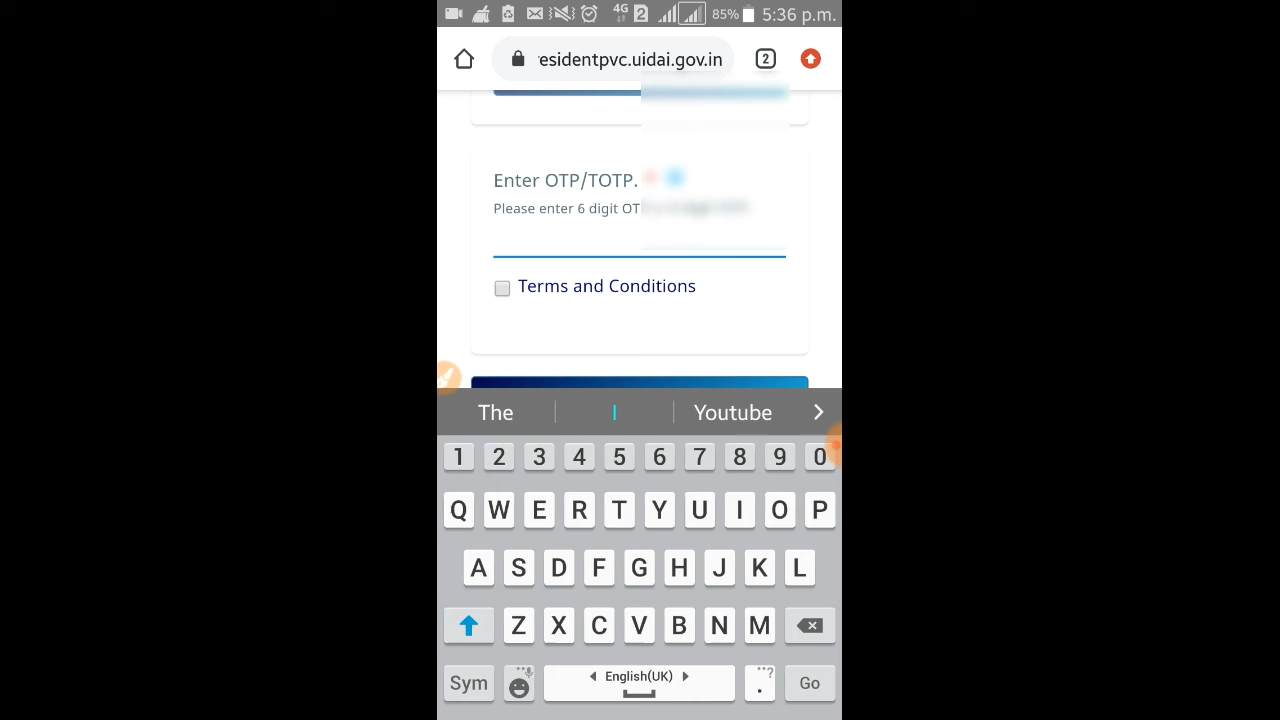 4G 2 85% 5:36 p.m.
esidentpvc.uidai.gov.in 2
Enter OTP/TOTP.
Please enter 6 digit OT
Terms and Conditions
The I Youtube
1 2 3 4 5 6 7 8 9 0
Q W E R T Y U I O P
A S D F G H J K L
Z X C V B N M
Sym English(UK) . Go